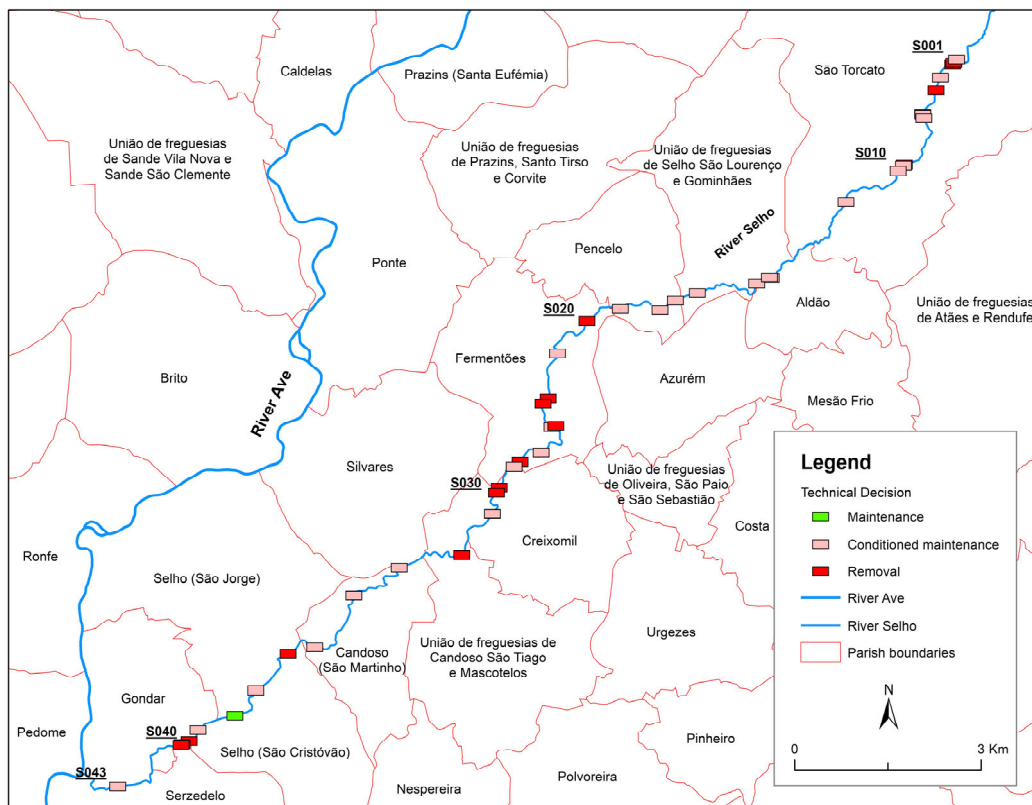 S001
Caldelas
Prazins (Santa Eufémia)
São Torcato
União de freguesias
de Sande Vila Nova e
Sande São Clemente
União de freguesias
de Prazins, Santo Tirso
e Corvite
União de freguesias
de Selho São Lourenço
e Gominhães
S010
River Selho
Pencelo
Ponte
Aldão
União de freguesias
de Atães e Rendufe
S020
Fermentões
Azurém
Brito
River Ave
Mesão Frio
Silvares
União de freguesias
de Oliveira, São Paio
e São Sebastião
S030
Costa
Creixomil
Ronfe
Selho (São Jorge)
Urgezes
Candoso
(São Martinho)
União de freguesias de
Candoso São Tiago
e Mascotelos
Gondar
Pedome
S040
Selho (São Cristóvão)
Pinheiro
S043
Polvoreira
Nespereira
Serzedelo
Legend
Technical Decision
Maintenance
Conditioned maintenance
Removal
River Ave
River Selho
Parish boundaries
N
0 3 Km